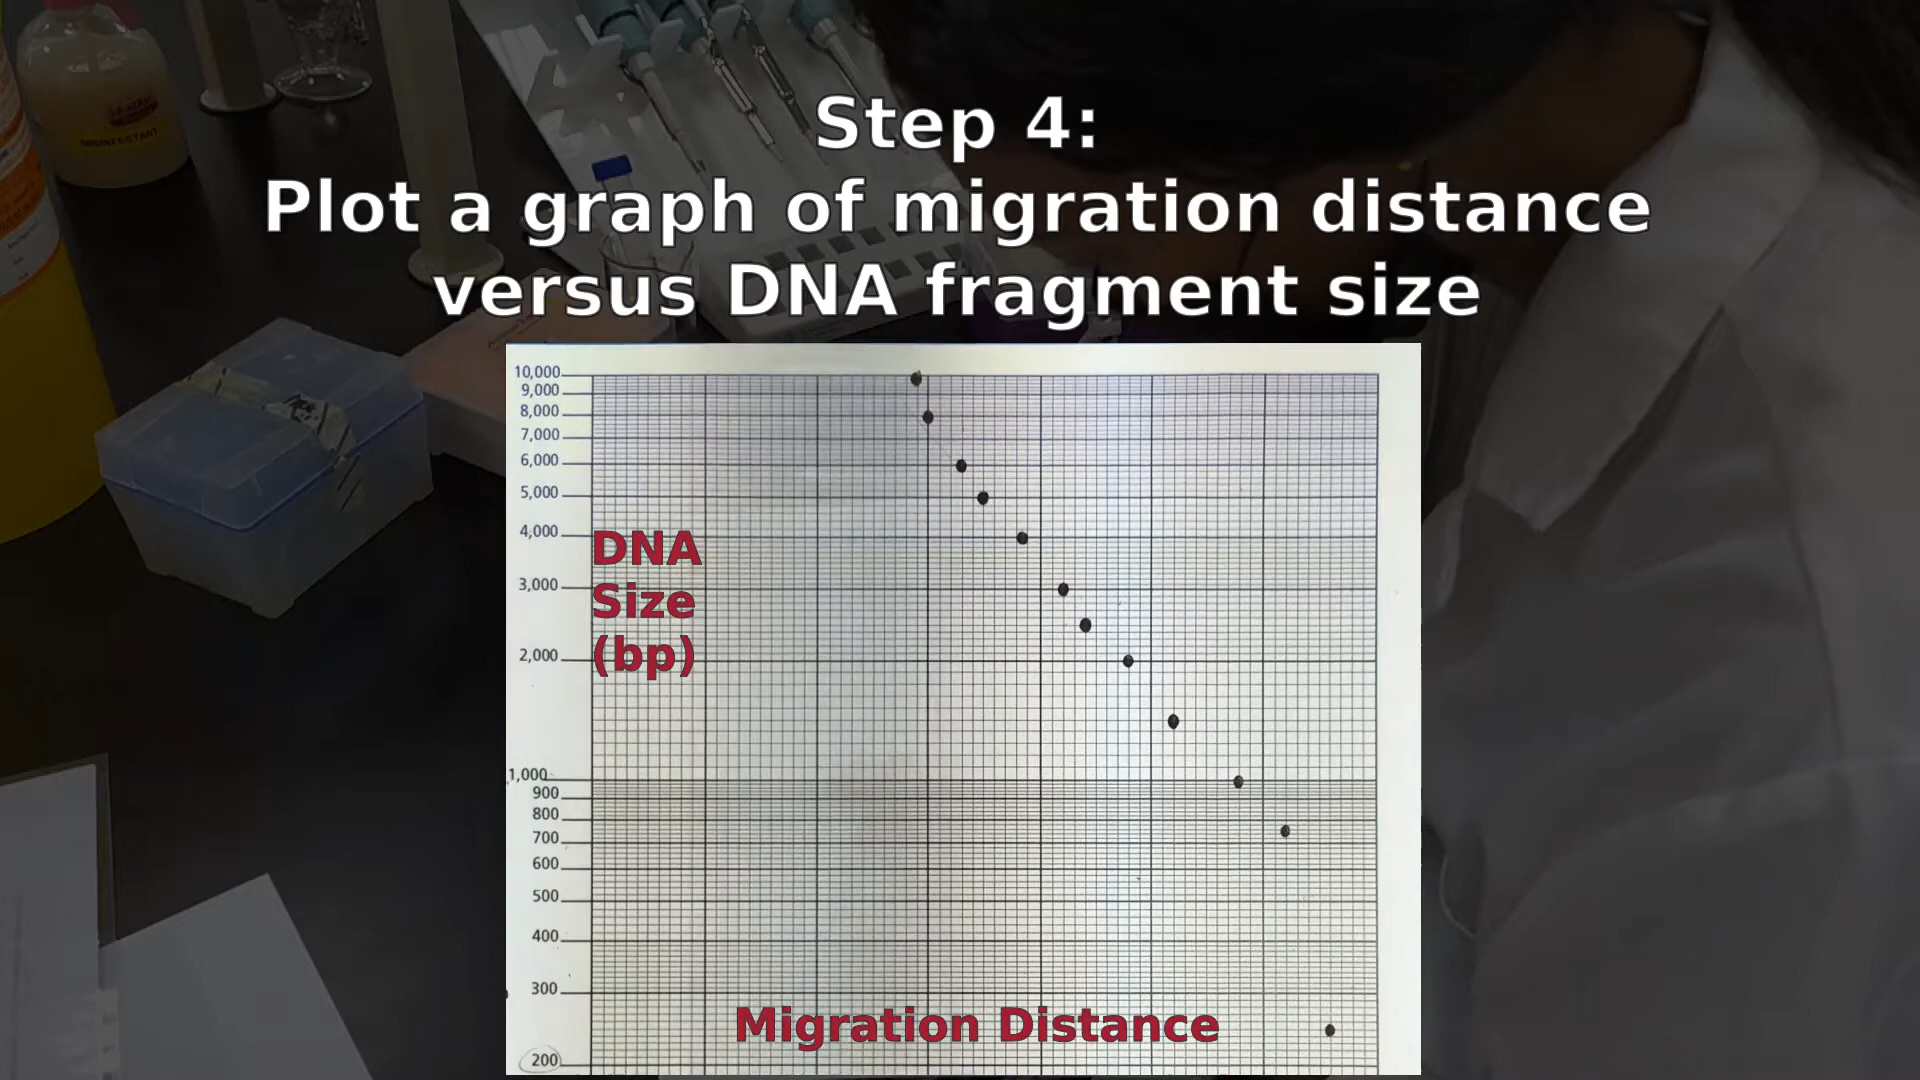 Step 4:
Plot a graph of migration distance
versus DNA fragment size
10,000
9,000
8,000
7,000
6,000
5,000
4,000
3,000
2,000
1,000
900
800
700
600
500
400
300
200
DNA
Size
(bp)
Migration Distance
DISINFECTANT